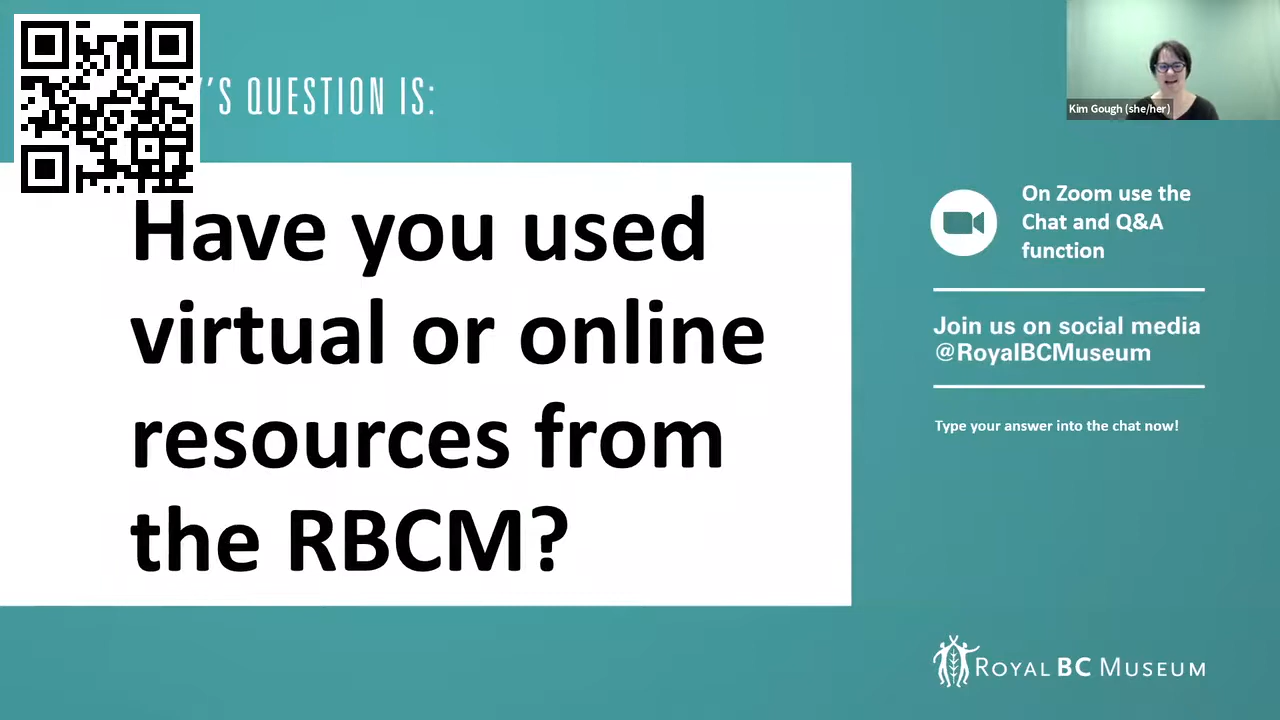 'S QUESTION IS:
Have you used
virtual or online
resources from
the RBCM?
Kim Gough (she/her)
On Zoom use the
Chat and Q&A
function
Join us on social media
@RoyalBCMuseum
Type your answer into the chat now!
ROYAL BC MUSEUM